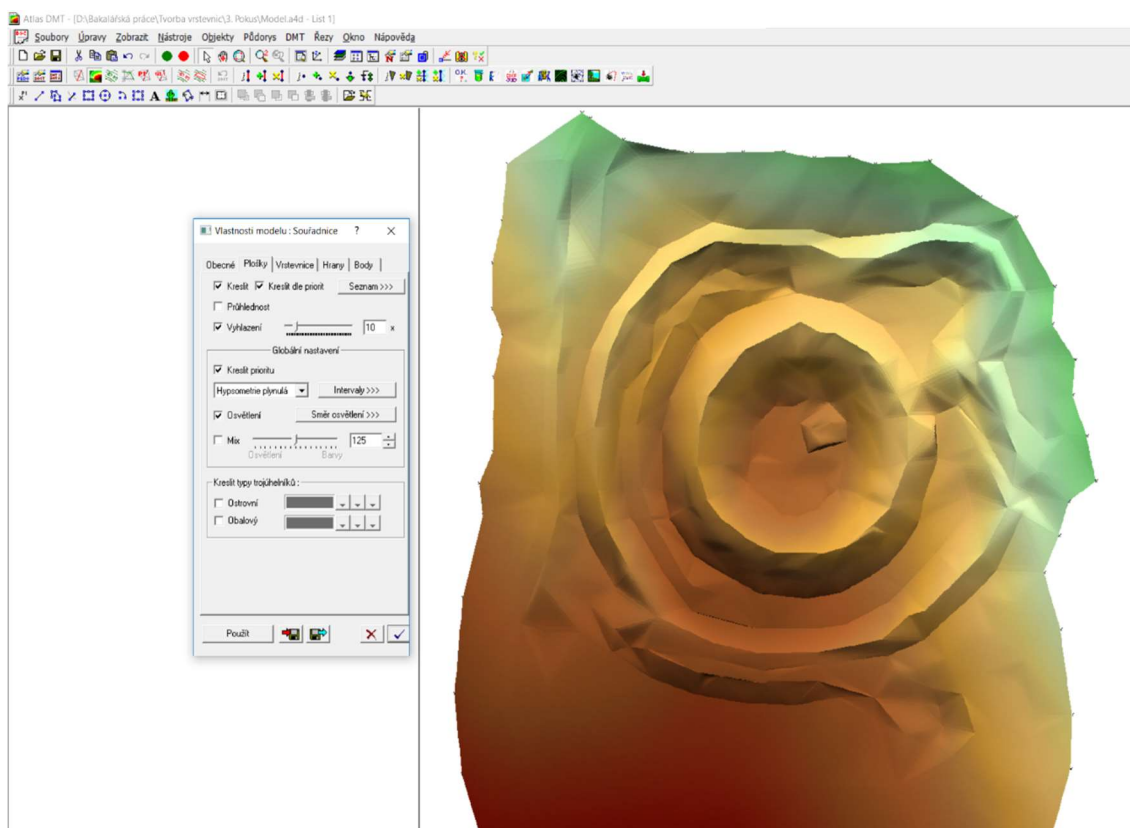 Atlas DMT - [D:\Bakalářská práce\Tvorba vrstevnic\3. Pokus\Model.a4d - List 1]
Soubory Úpravy Zobrazit Nástroje Objekty Půdorys DMT Řezy Okno Nápověda
Vlastnosti modelu : Souřadnice ?
Obecné Plošky Vrstevnice Hrany Body
Kreslit Kreslit dle priorit Seznam >>>
Průhlednost
Vyhlazení 10 x
Globální nastavení
Kreslit prioritu
Hypsometrie plynulá Intervaly >>>
Osvětlení Směr osvětlení >>>
Mix 125
Osvětlení Barvy
Kreslit typy trojúhelníků :
Ostrovní
Obalový
Použít